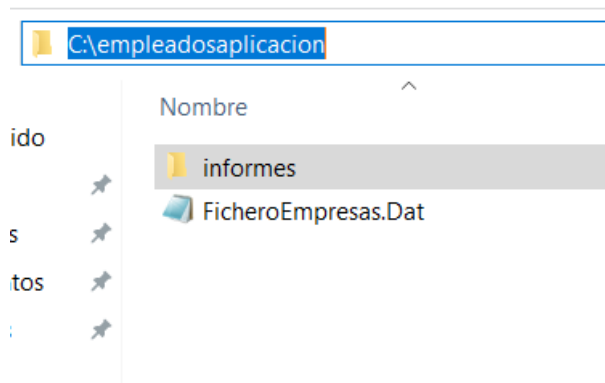 C:\empleadosaplicacion
Nombre
ido
informes
FicheroEmpresas.Dat
s
tos
s